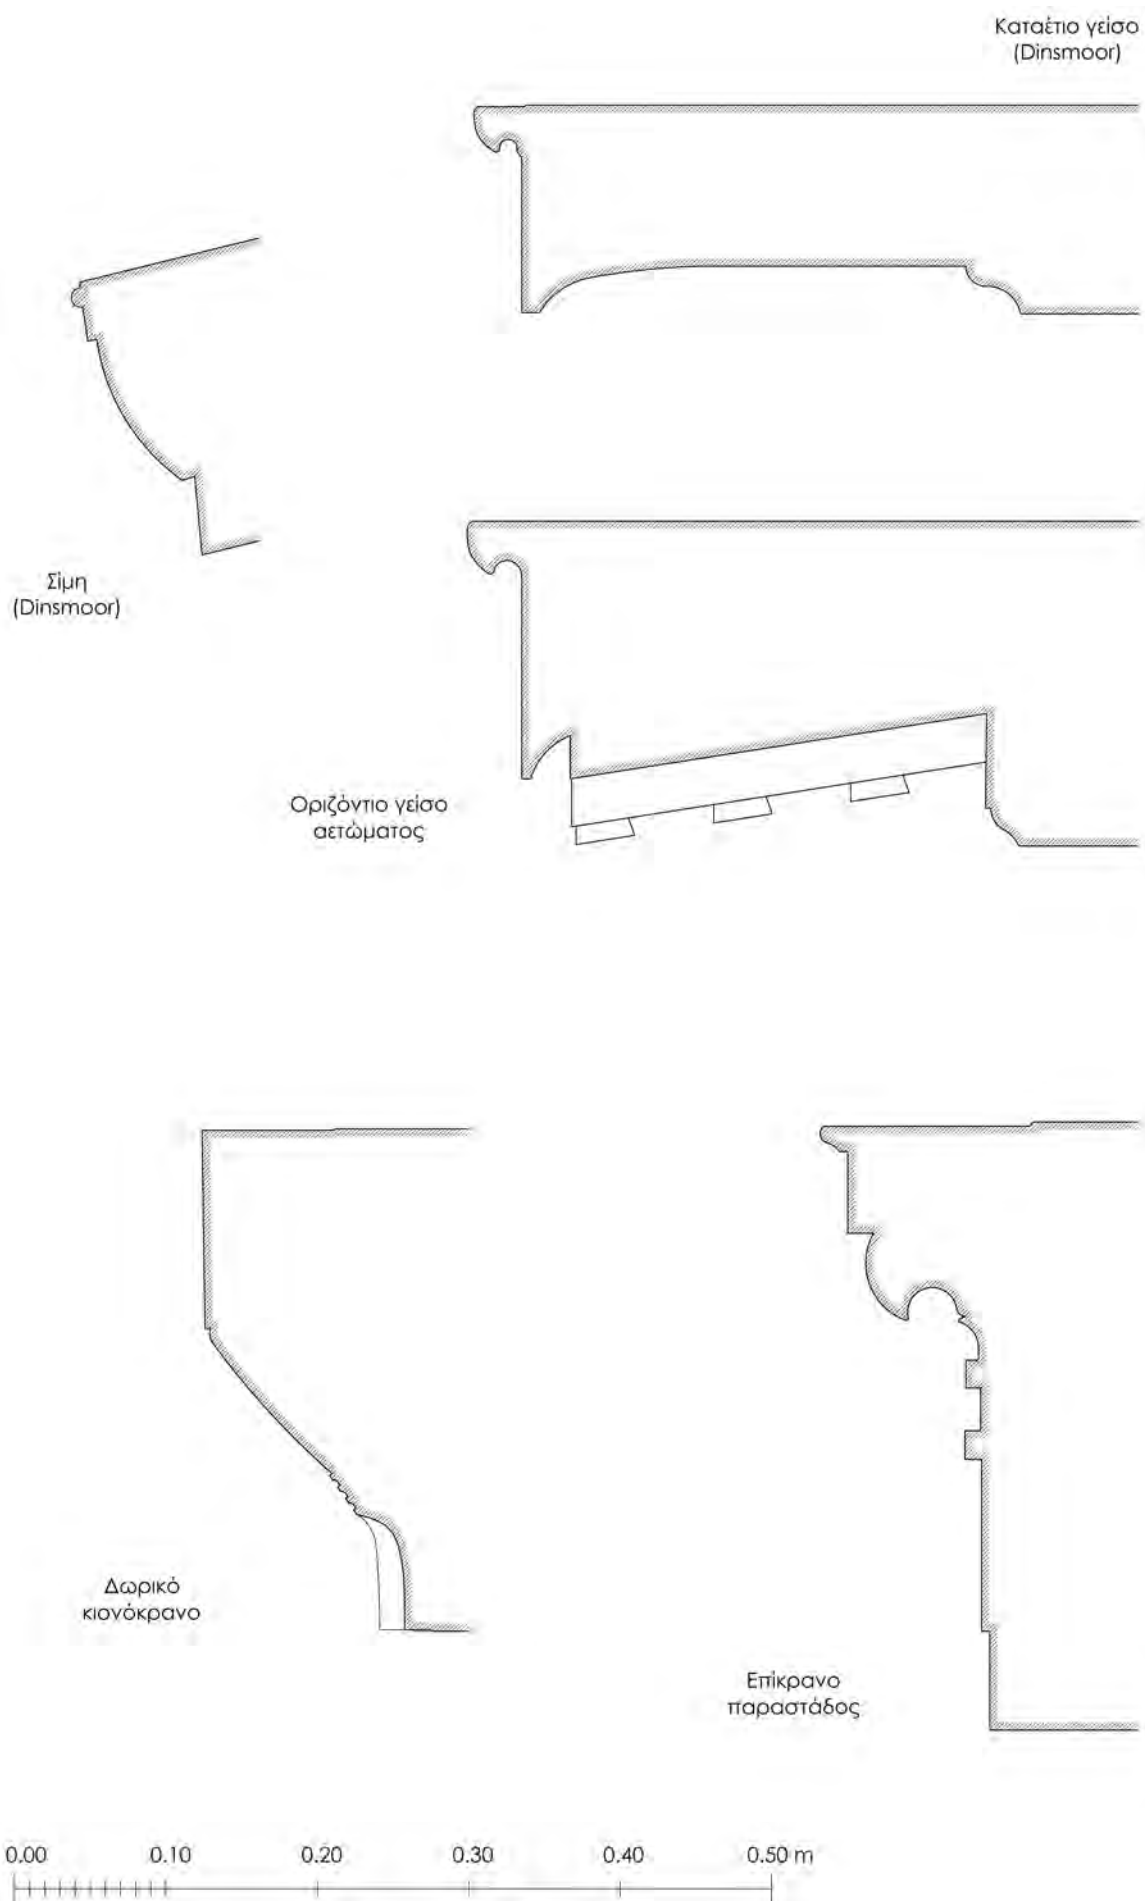 Καταέτιο γείσο
(Dinsmoor)
Σίμη
(Dinsmoor)
Οριζόντιο γείσο
αετώματος
Δωρικό
κιονόκρανο
Επίκρανο
παραστάδος
0.00 0.10 0.20 0.30 0.40 0.50 m